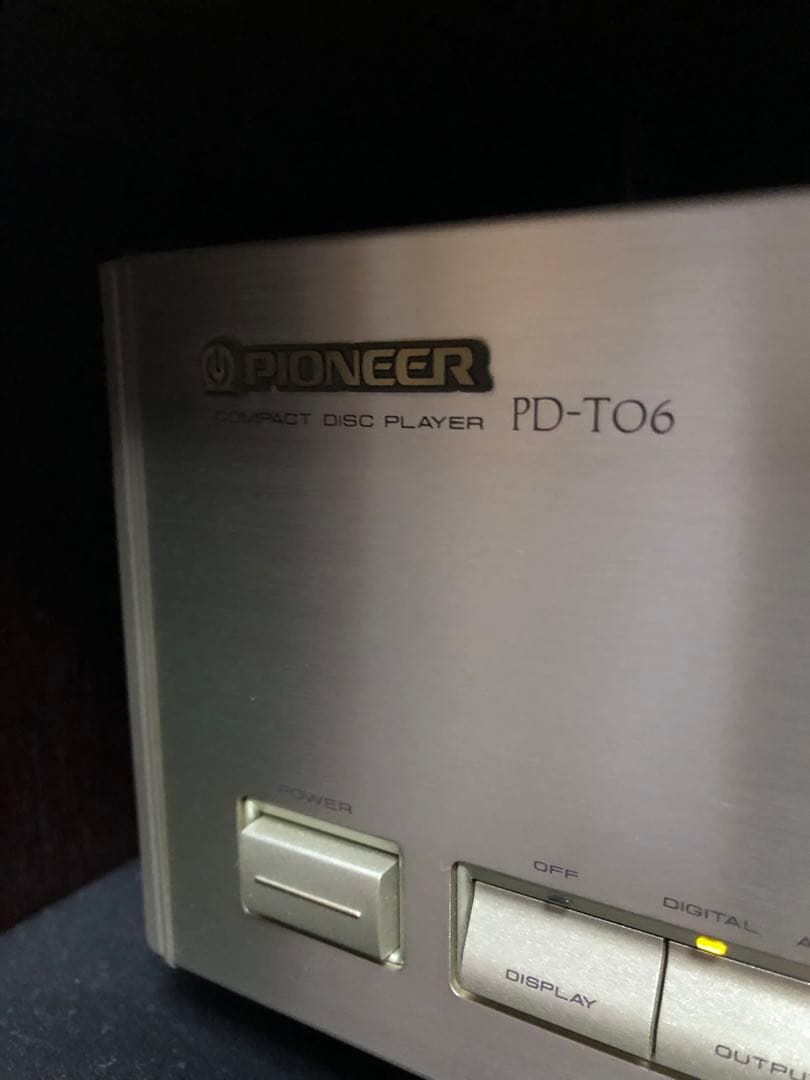 PIONEER
COMPACT DISC PLAYER PD-T06
POWER
OFF
DIGITAL
DISPLAY